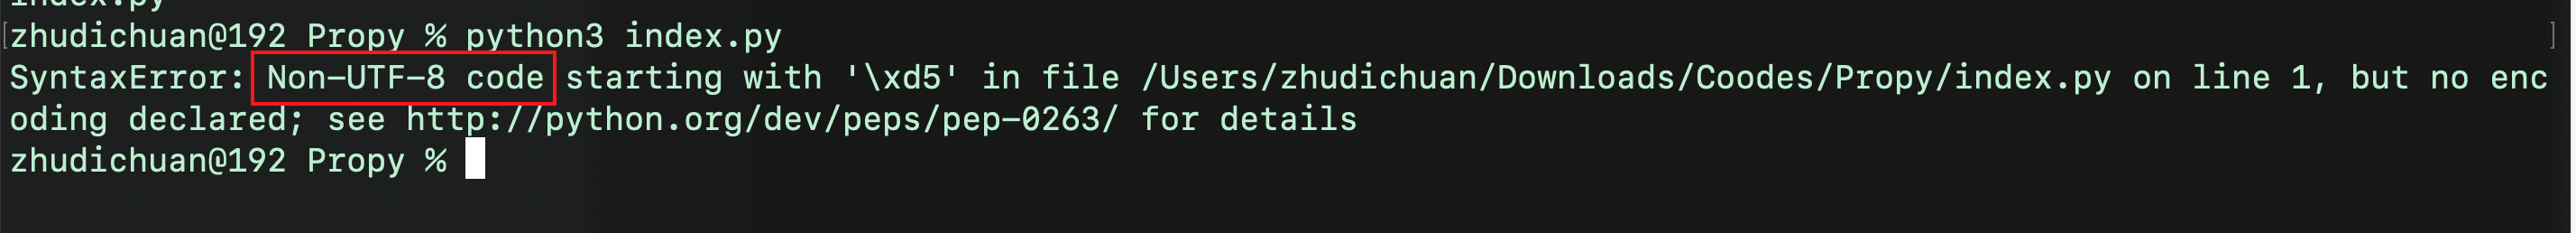 index.py
[zhudichuan@192 Propy % python3 index.py ]
SyntaxError: Non-UTF-8 code starting with '\xd5' in file /Users/zhudichuan/Downloads/Coodes/Propy/index.py on line 1, but no enc
oding declared; see http://python.org/dev/peps/pep-0263/ for details
zhudichuan@192 Propy %